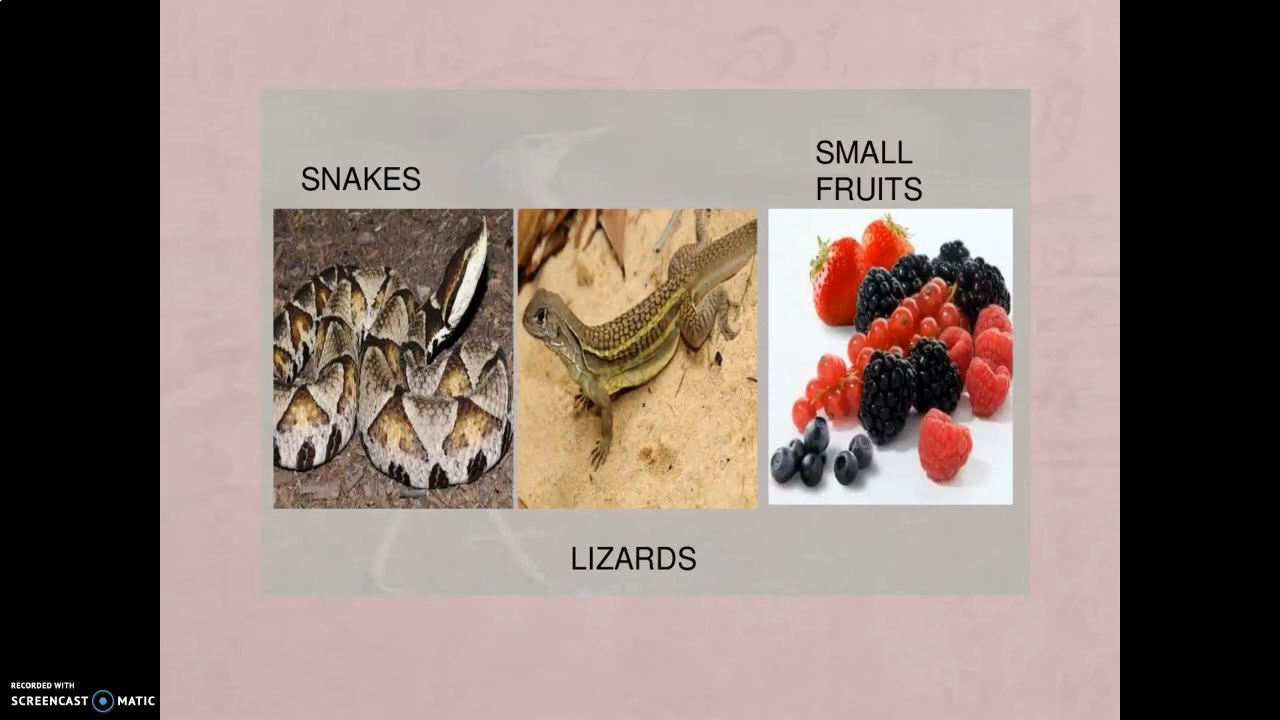 SNAKES
SMALL
FRUITS
LIZARDS
RECORDED WITH
SCREENCAST MATIC